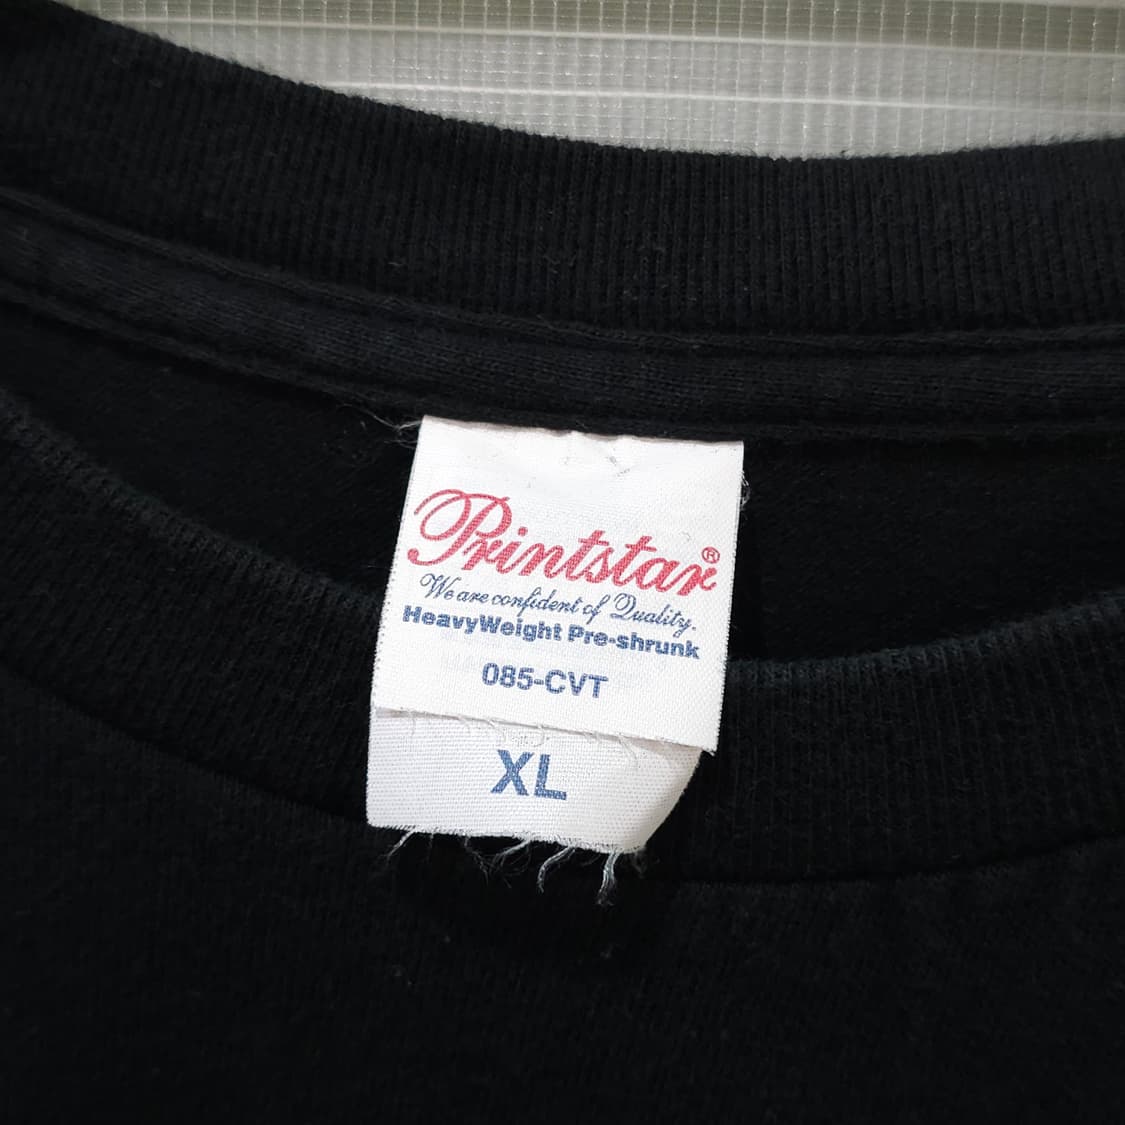 Printstar®
We are confident of Quality.
HeavyWeight Pre-shrunk
085-CVT
XL